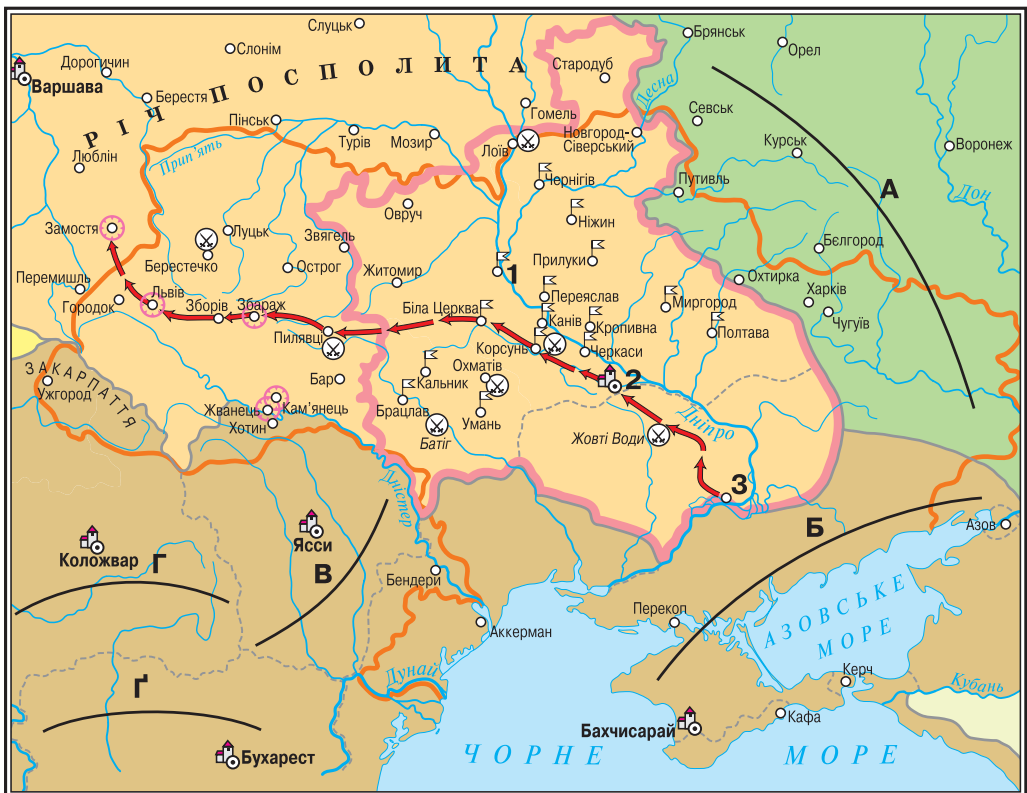 Слуцьк
Слонім
Брянськ
Орел
Дорогичин
Варшава
Стародуб
РІЧ ПОСПОЛИТА
Берестя
Десна
Севськ
Гомель
Пінськ
Турів
Мозир
Лоїв
Новгород-
Сіверський
Курськ
Воронеж
Люблін
Прип'ять
Чернігів
Путивль
А
Дон
Овруч
Ніжин
Замостя
Луцьк
Звягель
Прилуки
Бєлгород
Берестечко
Острог
Житомир
1
Охтирка
Перемишль
Львів
Городок
Зборів
Збараж
Біла Церква
Переяслав
Миргород
Харків
Канів
Кропивна
Полтава
Чугуїв
Пилявці
Корсунь
Черкаси
ЗАКАРПАТТЯ
Ужгород
Бар
Кальник
Охматів
2
Жванець
Кам'янець
Хотин
Брацлав
Умань
Дніпро
Батіг
Жовті Води
Дністер
3
Б
Азов
Коложвар
Ґ
Ясси
В
Бендери
АЗОВСЬКЕ
МОРЕ
Перекоп
Аккерман
Дунай
Г
Керч
Кубань
Бахчисарай
Кафа
Бухарест
ЧОРНЕ МОРЕ